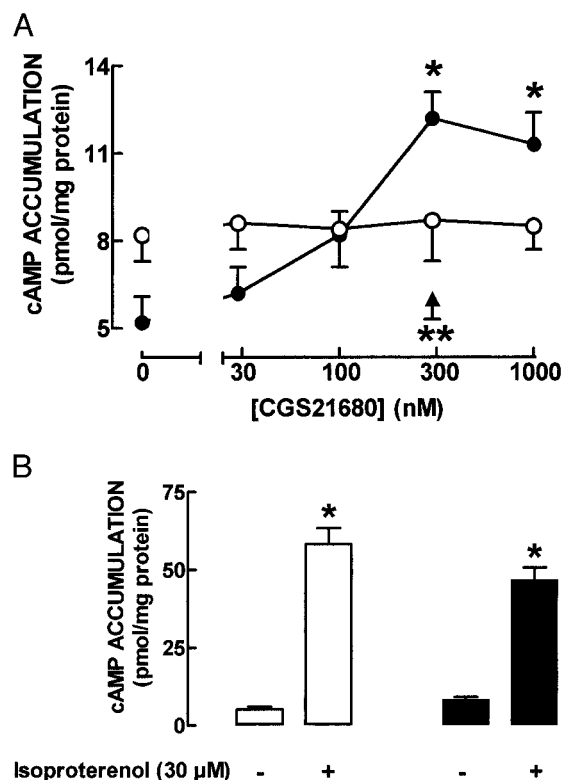 A
cAMP ACCUMULATION
(pmol/mg protein)
14
11
8
5
*
*
**
0
30
100
300
1000
[CGS21680] (nM)
B
cAMP ACCUMULATION
(pmol/mg protein)
75
50
25
0
*
*
Isoproterenol (30 µM) - + - +